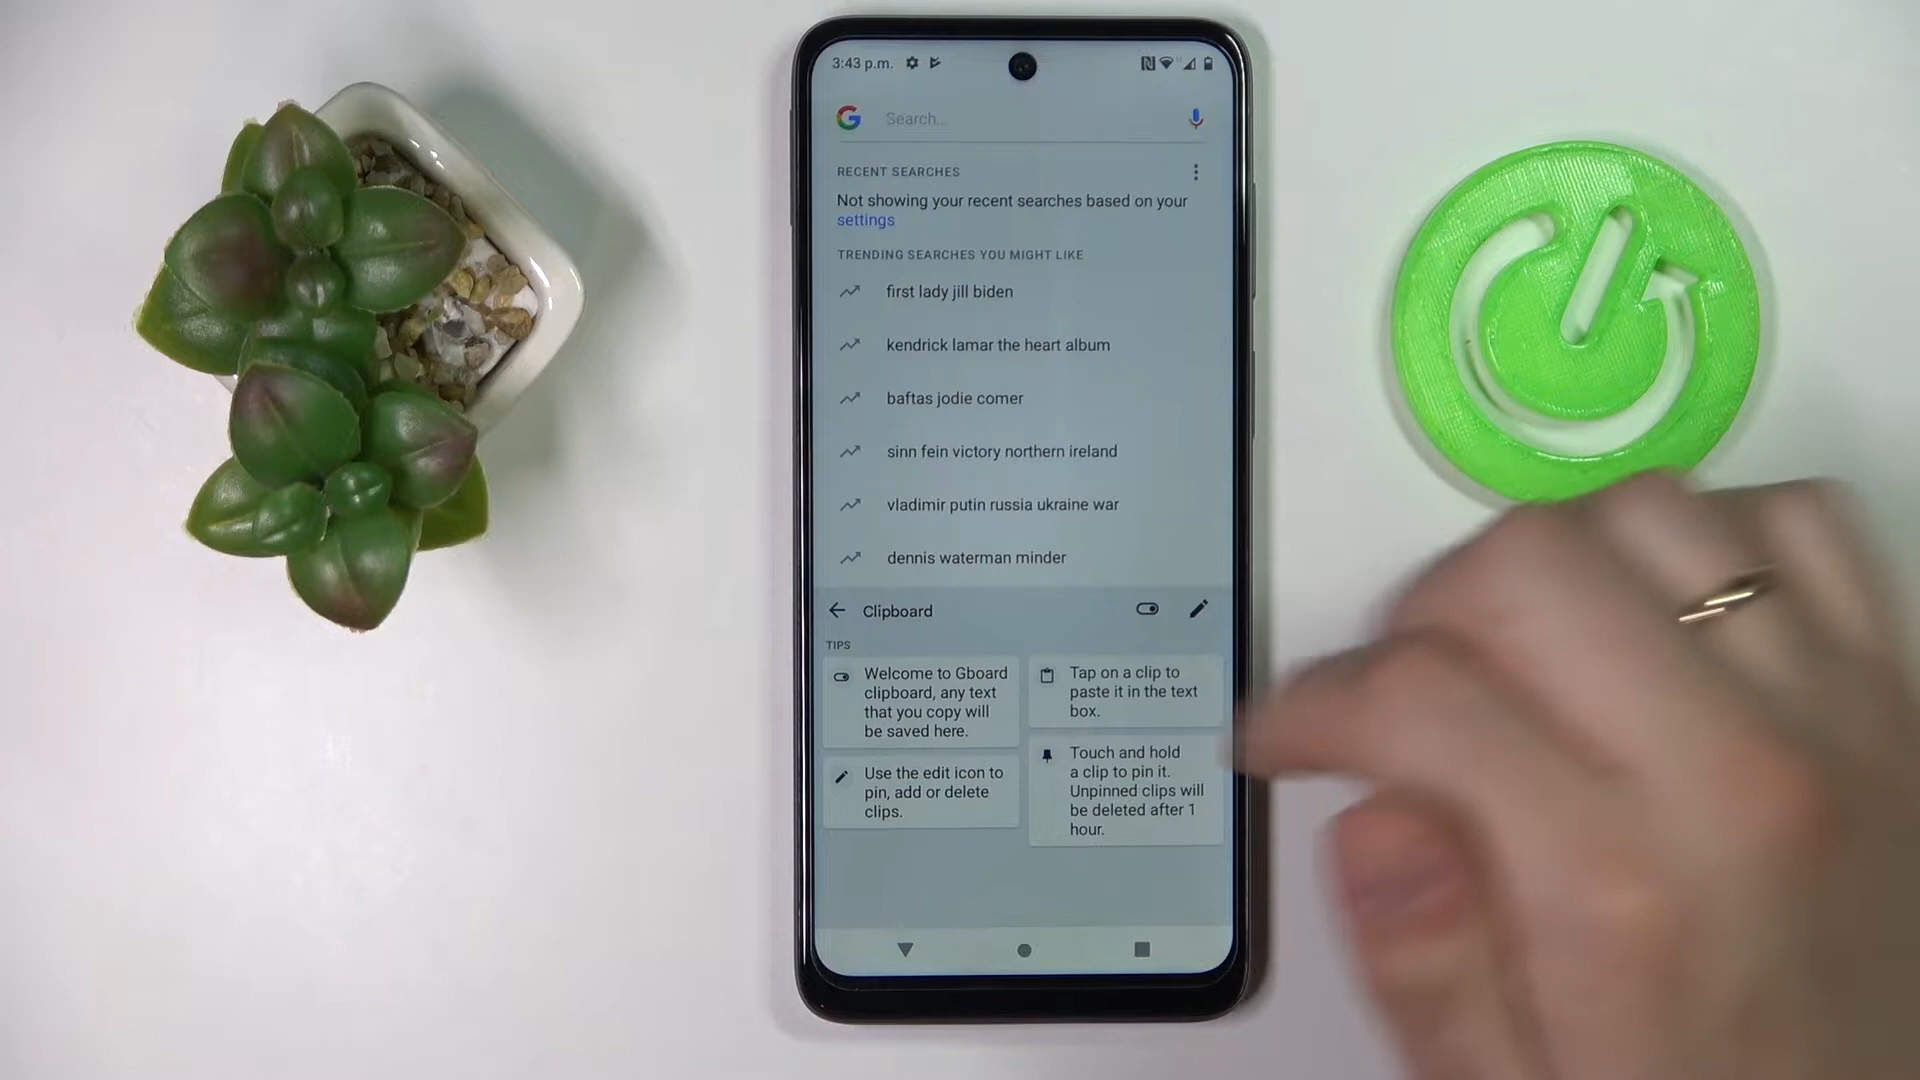 3:43 p.m.
Search...
RECENT SEARCHES
Not showing your recent searches based on your
settings
TRENDING SEARCHES YOU MIGHT LIKE
first lady jill biden
kendrick lamar the heart album
baftas jodie comer
sinn fein victory northern ireland
vladimir putin russia ukraine war
dennis waterman minder
Clipboard
TIPS
Welcome to Gboard
clipboard, any text
that you copy will
be saved here.
Use the edit icon to
pin, add or delete
clips.
Tap on a clip to
paste it in the text
box.
Touch and hold
a clip to pin it.
Unpinned clips will
be deleted after 1
hour.